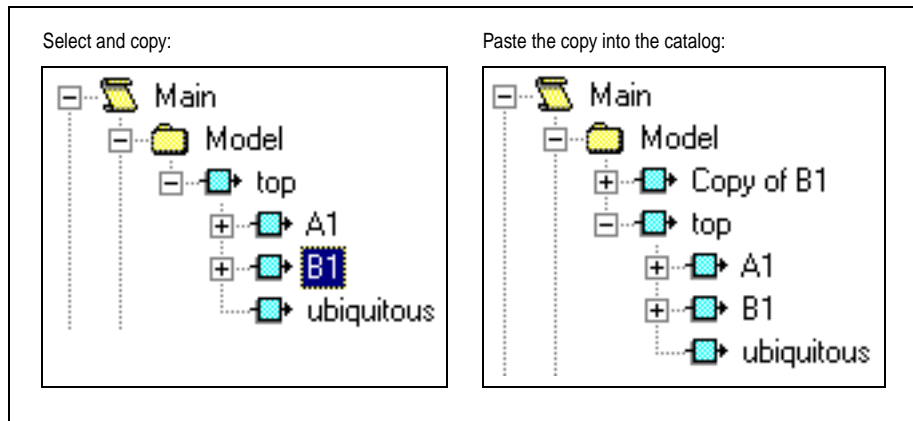 Select and copy:
Main
Model
top
A1
B1
ubiquitous
Paste the copy into the catalog:
Main
Model
Copy of B1
top
A1
B1
ubiquitous